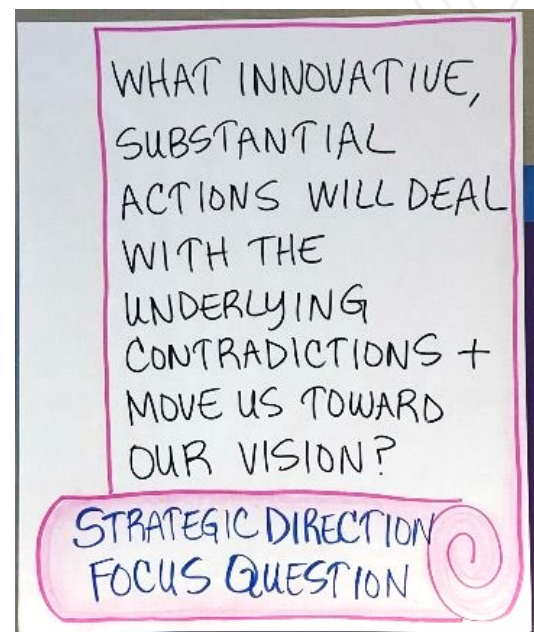 WHAT INNOVATIVE,
SUBSTANTIAL
ACTIONS WILL DEAL
WITH THE
UNDERLYING
CONTRADICTIONS +
MOVE US TOWARD
OUR VISION?
STRATEGIC DIRECTION
FOCUS QUESTION